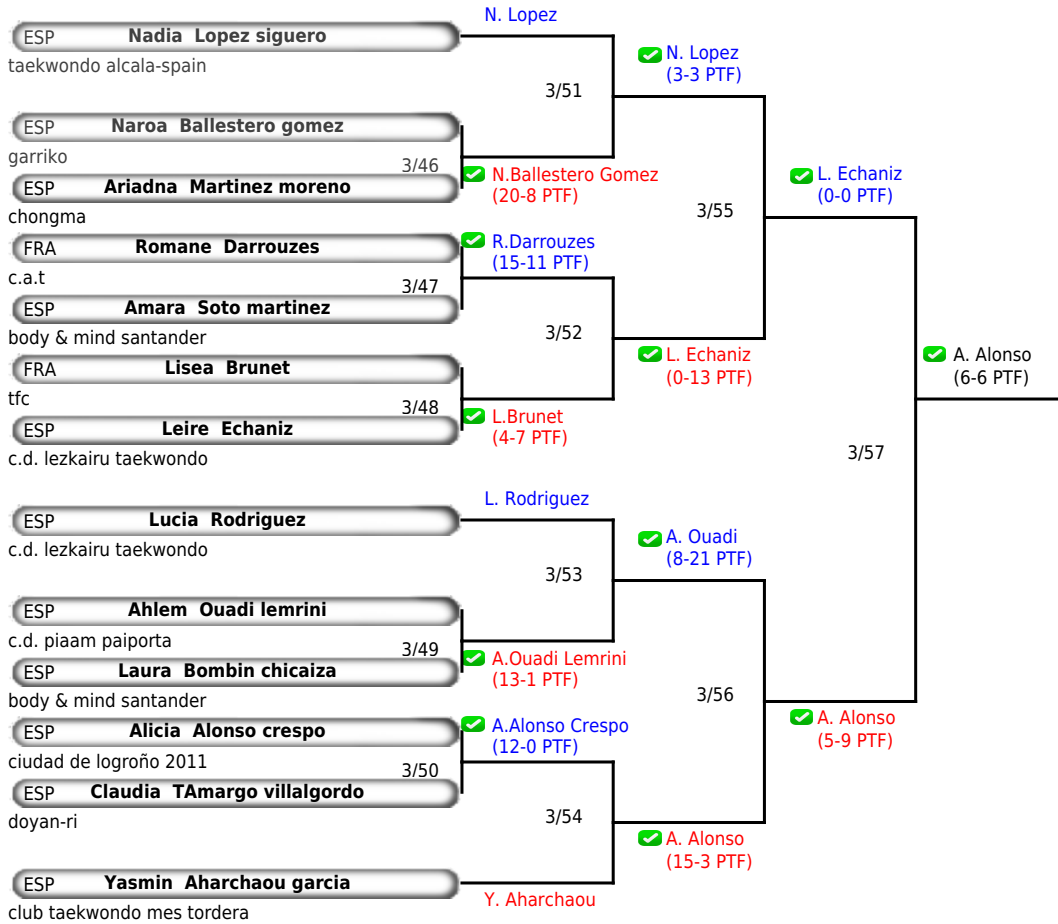 N. Lopez
ESP Nadia Lopez siguero
taekwondo alcala-spain
N. Lopez
(3-3 PTF)
3/51
ESP Naroa Ballestero gomez
garriko
3/46
N.Ballestero Gomez
(20-8 PTF)
ESP Ariadna Martinez moreno
chongma
L. Echaniz
(0-0 PTF)
3/55
FRA Romane Darrouzes
c.a.t
R.Darrouzes
(15-11 PTF)
3/47
ESP Amara Soto martinez
body & mind santander
3/52
FRA Lisea Brunet
tfc
L. Echaniz
(0-13 PTF)
A. Alonso
(6-6 PTF)
3/48
L.Brunet
(4-7 PTF)
ESP Leire Echaniz
c.d. lezkairu taekwondo
3/57
L. Rodriguez
ESP Lucia Rodriguez
c.d. lezkairu taekwondo
A. Ouadi
(8-21 PTF)
3/53
ESP Ahlem Ouadi lemrini
c.d. piaam paiporta
3/49
A.Ouadi Lemrini
(13-1 PTF)
ESP Laura Bombin chicaiza
body & mind santander
3/56
A. Alonso
(5-9 PTF)
ESP Alicia Alonso crespo
ciudad de logroño 2011
A.Alonso Crespo
(12-0 PTF)
3/50
ESP Claudia TAmargo villalgordo
doyan-ri
3/54
A. Alonso
(15-3 PTF)
ESP Yasmin Aharchaou garcia
club taekwondo mes tordera
Y. Aharchaou